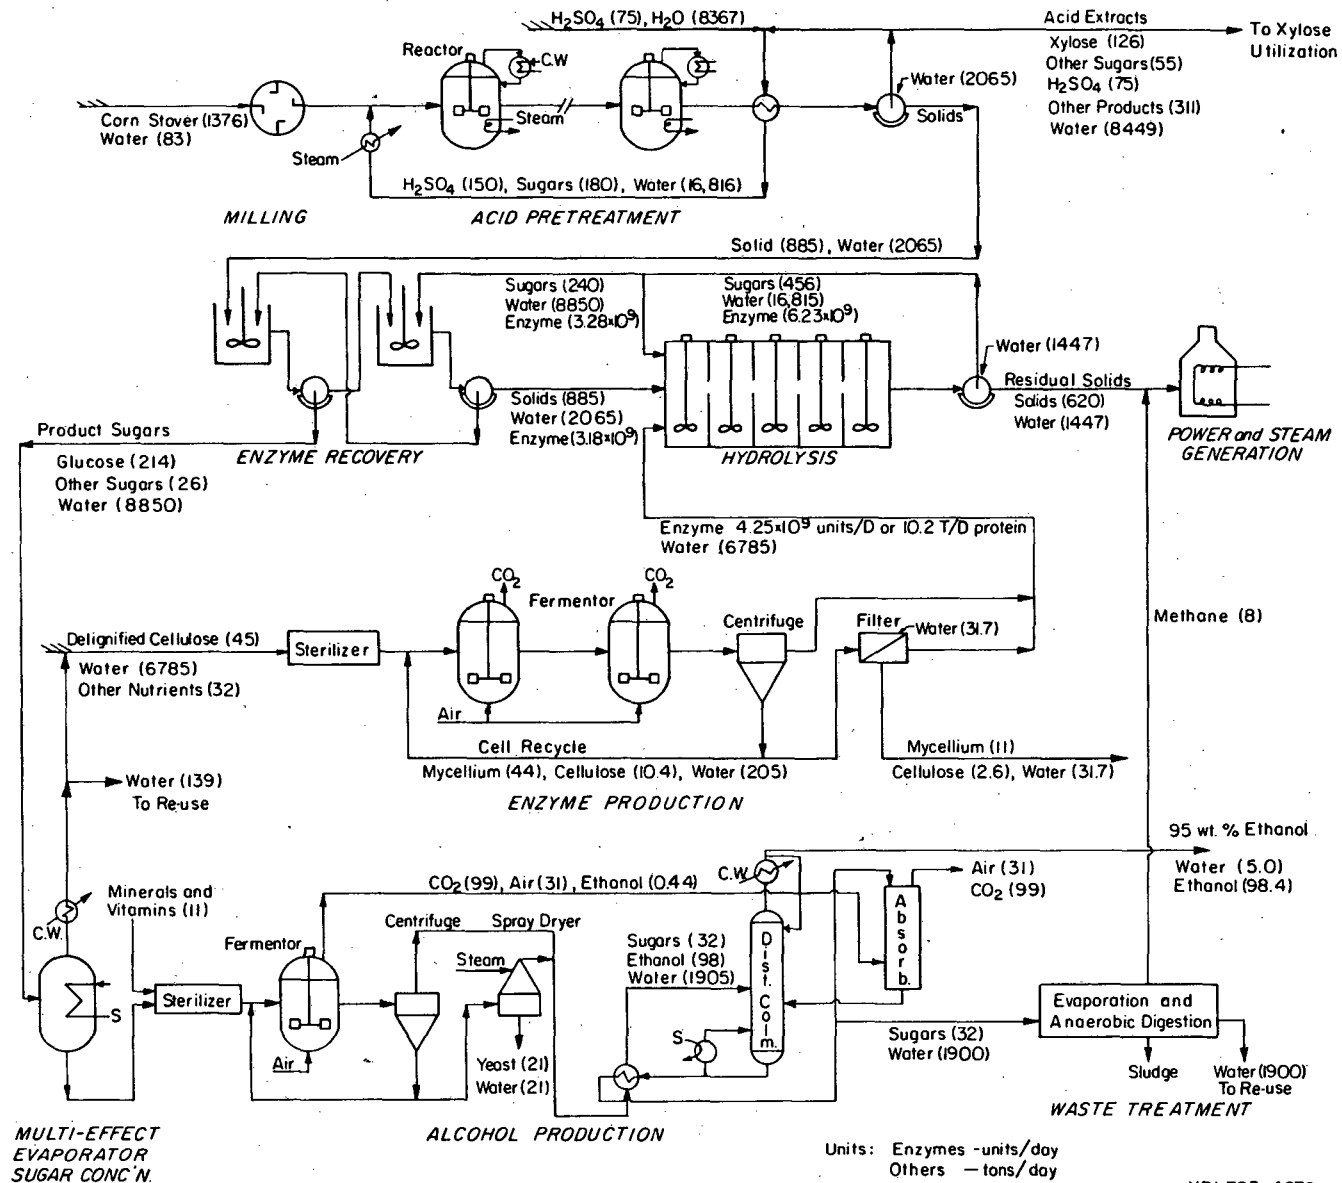 H2SO4 (75), H2O (8367)
Acid Extracts
To Xylose
Utilization
Xylose (126)
Other Sugars (55)
H2SO4 (75)
Other Products (311)
Water (8449)
Reactor
C.W
Water (2065)
Solids
Corn Stover (1376)
Water (83)
Steam
Steam
H2SO4 (150), Sugars (180), Water (16,816)
MILLING
ACID PRETREATMENT
Solid (885), Water (2065)
Sugars (240)
Water (8850)
Enzyme (3.28x10^9)
Sugars (456)
Water (16,815)
Enzyme (6.23x10^9)
Water (1447)
Residual Solids
Solids (620)
Water (1447)
Solids (885)
Water (2065)
Enzyme (3.18x10^9)
Product Sugars
Glucose (214)
Other Sugars (26)
Water (8850)
ENZYME RECOVERY
HYDROLYSIS
POWER and STEAM
GENERATION
Enzyme 4.25x10^9 units/D or 10.2 T/D protein
Water (6785)
CO2
CO2
Fermentor
Centrifuge
Filter
Water (31.7)
Methane (8)
Delignified Cellulose (45)
Water (6785)
Other Nutrients (32)
Sterilizer
Air
Cell Recycle
Mycellium (44), Cellulose (10.4), Water (205)
Mycellium (11)
Cellulose (2.6), Water (31.7)
ENZYME PRODUCTION
Water (139)
To Re-use
95 wt. % Ethanol
Water (5.0)
Ethanol (98.4)
C.W.
Air (31)
CO2 (99)
CO2 (99), Air (31), Ethanol (0.44)
Minerals and
Vitamins (11)
C.W.
Centrifuge
Spray Dryer
Fermentor
Absorb.
Dist. Colm.
Sugars (32)
Ethanol (98)
Water (1905)
Steam
Sterilizer
S
S
Air
Yeast (21)
Water (21)
Evaporation and
Anaerobic Digestion
Sugars (32)
Water (1900)
Sludge
Water (1900)
To Re-use
WASTE TREATMENT
MULTI-EFFECT
EVAPORATOR
SUGAR CONC'N.
ALCOHOL PRODUCTION
Units: Enzymes - units/day
Others — tons/day